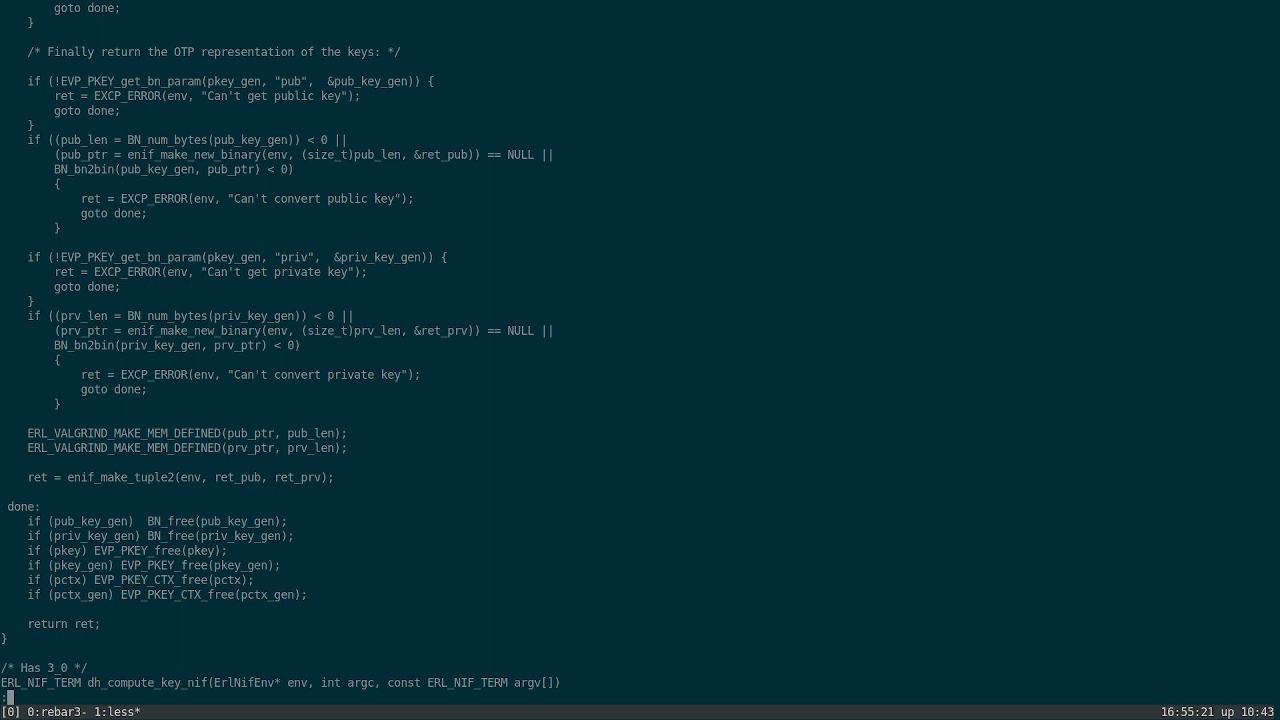 goto done;
    }

    /* Finally return the OTP representation of the keys: */

    if (!EVP_PKEY_get_bn_param(pkey_gen, "pub",  &pub_key_gen)) {
        ret = EXCP_ERROR(env, "Can't get public key");
        goto done;
    }
    if ((pub_len = BN_num_bytes(pub_key_gen)) < 0 ||
        (pub_ptr = enif_make_new_binary(env, (size_t)pub_len, &ret_pub)) == NULL ||
        BN_bn2bin(pub_key_gen, pub_ptr) < 0)
        {
            ret = EXCP_ERROR(env, "Can't convert public key");
            goto done;
        }

    if (!EVP_PKEY_get_bn_param(pkey_gen, "priv",  &priv_key_gen)) {
        ret = EXCP_ERROR(env, "Can't get private key");
        goto done;
    }
    if ((prv_len = BN_num_bytes(priv_key_gen)) < 0 ||
        (prv_ptr = enif_make_new_binary(env, (size_t)prv_len, &ret_prv)) == NULL ||
        BN_bn2bin(priv_key_gen, prv_ptr) < 0)
        {
            ret = EXCP_ERROR(env, "Can't convert private key");
            goto done;
        }

    ERL_VALGRIND_MAKE_MEM_DEFINED(pub_ptr, pub_len);
    ERL_VALGRIND_MAKE_MEM_DEFINED(prv_ptr, prv_len);

    ret = enif_make_tuple2(env, ret_pub, ret_prv);

 done:
    if (pub_key_gen)  BN_free(pub_key_gen);
    if (priv_key_gen) BN_free(priv_key_gen);
    if (pkey) EVP_PKEY_free(pkey);
    if (pkey_gen) EVP_PKEY_free(pkey_gen);
    if (pctx) EVP_PKEY_CTX_free(pctx);
    if (pctx_gen) EVP_PKEY_CTX_free(pctx_gen);

    return ret;
}

/* Has 3_0 */
ERL_NIF_TERM dh_compute_key_nif(ErlNifEnv* env, int argc, const ERL_NIF_TERM argv[])
:
[0] 0:rebar3- 1:less* 16:55:21 up 10:43